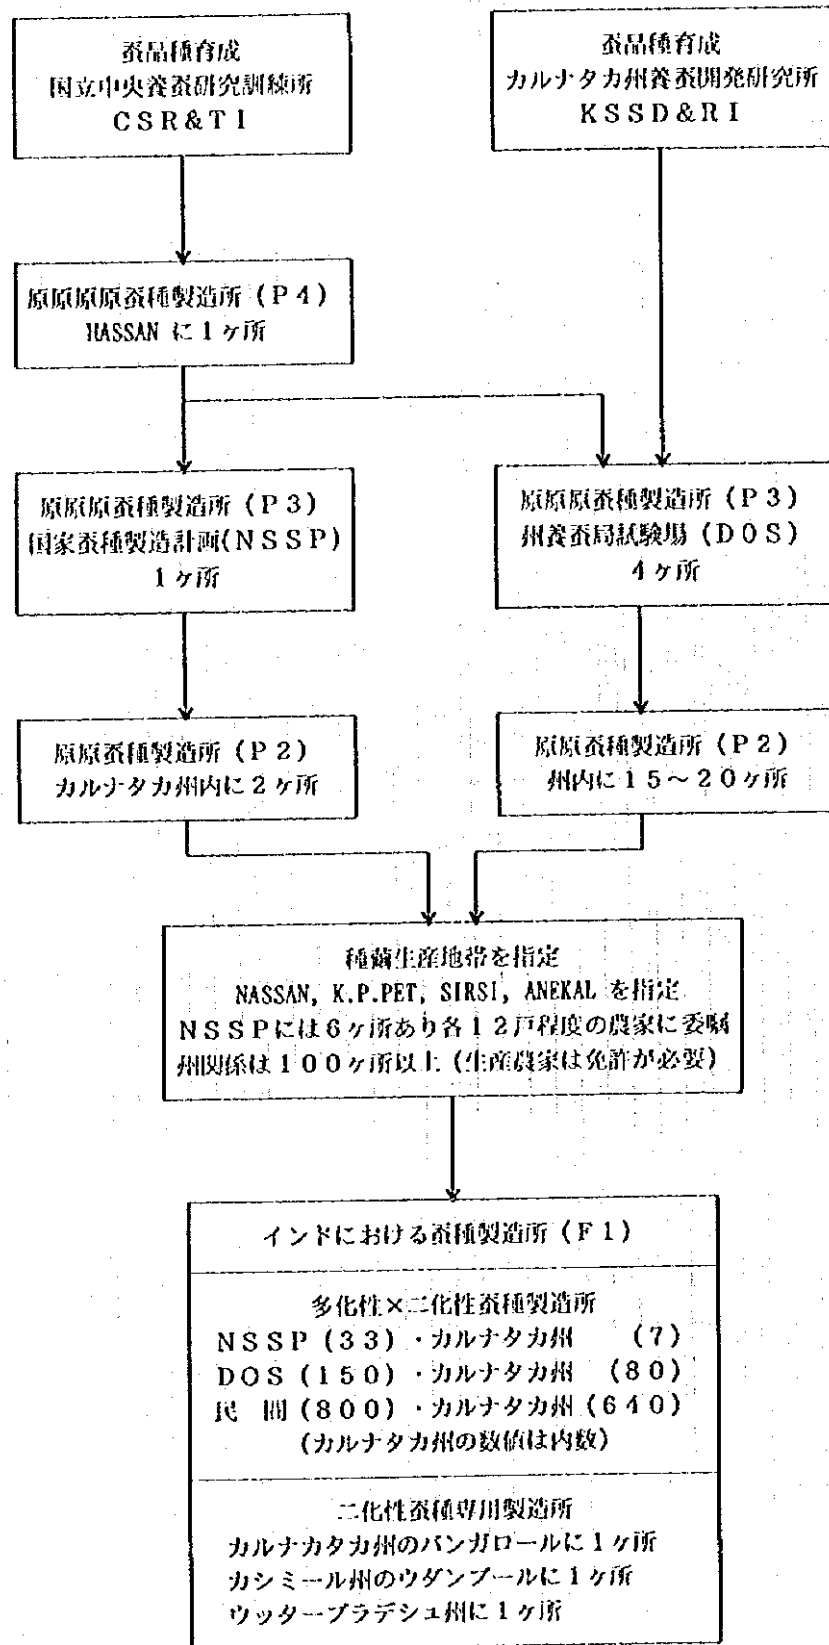 蚕品種育成
国立中央養蚕研究訓練所
CSR&TI
蚕品種育成
カルナタカ州養蚕開発研究所
KSSD&RI
原原原原蚕種製造所(P4)
HASSAN に1ヶ所
原原原蚕種製造所(P3)
国家蚕種製造計画(NSSP)
1ヶ所
原原原蚕種製造所(P3)
州養蚕局試験場(DOS)
4ヶ所
原原蚕種製造所(P2)
カルナタカ州内に2ヶ所
原原蚕種製造所(P2)
州内に15~20ヶ所
種繭生産地帯を指定
NASSAN, K.P.PET, SIRSI, ANEKAL を指定
NSSPには6ヶ所あり各12戸程度の農家に委嘱
州関係は100ヶ所以上(生産農家は免許が必要)
インドにおける蚕種製造所(F1)
多化性×二化性蚕種製造所
NSSP(33)・カルナタカ州 (7)
DOS(150)・カルナタカ州 (80)
民 間(800)・カルナタカ州(640)
(カルナタカ州の数値は内数)
二化性蚕種専用製造所
カルナカタカ州のバンガロールに1ヶ所
カシミール州のウダンプールに1ヶ所
ウッタープラデシュ州に1ヶ所